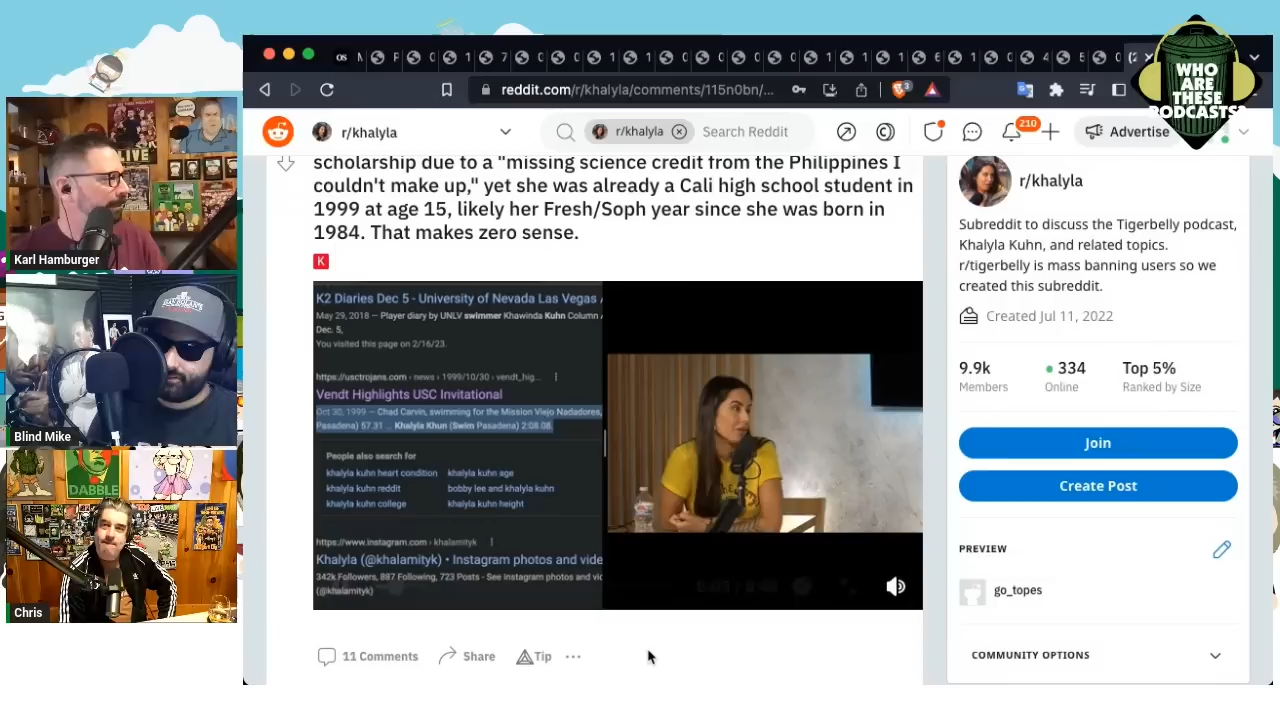 WHO
ARE
THESE
PODCASTS?
reddit.com/r/khalyla/comments/115n0bn/...
r/khalyla
r/khalyla
Search Reddit
210
Advertise
scholarship due to a "missing science credit from the Philippines I
couldn't make up," yet she was already a Cali high school student in
1999 at age 15, likely her Fresh/Soph year since she was born in
1984. That makes zero sense.
K
K2 Diaries Dec 5 - University of Nevada Las Vegas
May 29, 2018 — Player diary by UNLV swimmer Khawinda Kuhn Column
Dec. 5,
You visited this page on 2/16/23.
https://usctrojans.com › news › 1999/10/30 › vendt_hig...
Vendt Highlights USC Invitational
Oct 30, 1999 — Chad Carvin, swimming for the Mission Viejo Nadadores,
Pasadena) 57.31 ... Khalyla Khun (Swim Pasadena) 2:08.08.
People also search for
khalyla kuhn heart condition
khalyla kuhn age
khalyla kuhn reddit
bobby lee and khalyla kuhn
khalyla kuhn college
khalyla kuhn height
https://www.instagram.com › khalamityk
Khalyla (@khalamityk) • Instagram photos and vide
342k Followers, 887 Following, 723 Posts - See Instagram photos and vid
(@khalamityk)
11 Comments
Share
Tip
r/khalyla
Subreddit to discuss the Tigerbelly podcast,
Khalyla Kuhn, and related topics.
r/tigerbelly is mass banning users so we
created this subreddit.
Created Jul 11, 2022
9.9k
334
Top 5%
Members
Online
Ranked by Size
Join
Create Post
PREVIEW
go_topes
COMMUNITY OPTIONS
LIVE
Karl Hamburger
Blind Mike
DABBLE
Chris